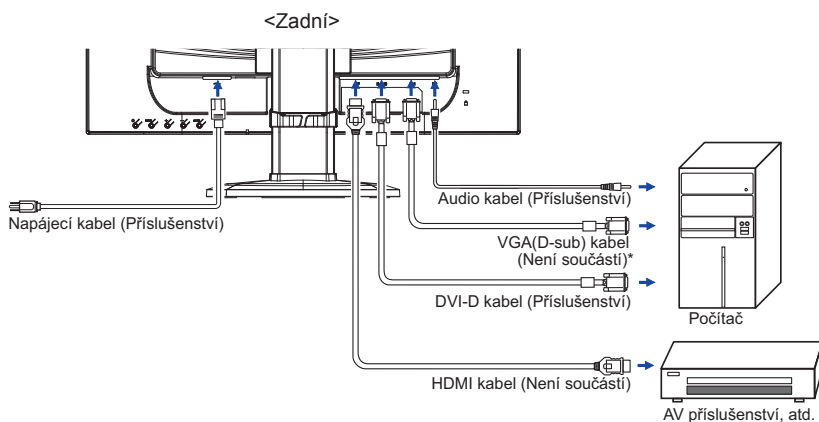 <Zadní>
Audio kabel (Příslušenství)
Napájecí kabel (Příslušenství)
VGA(D-sub) kabel
(Není součástí)*
DVI-D kabel (Příslušenství)
Počítač
HDMI kabel (Není součástí)
AV příslušenství, atd.